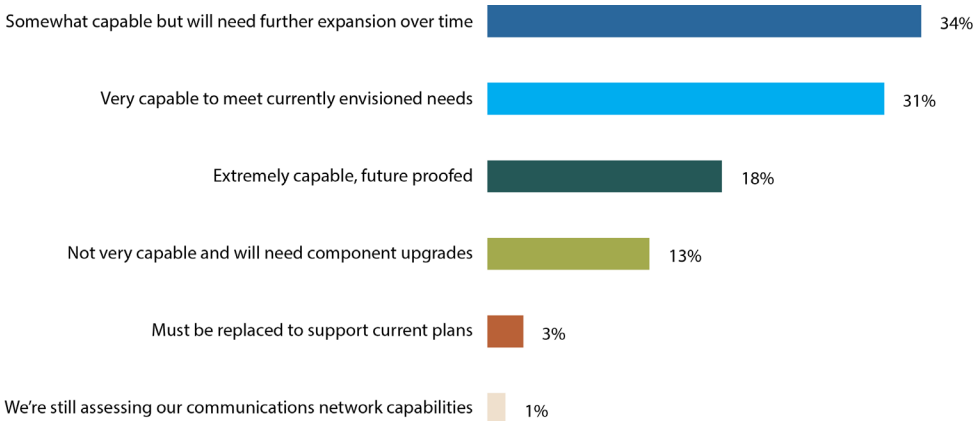 Somewhat capable but will need further expansion over time 34%
Very capable to meet currently envisioned needs 31%
Extremely capable, future proofed 18%
Not very capable and will need component upgrades 13%
Must be replaced to support current plans 3%
We're still assessing our communications network capabilities 1%